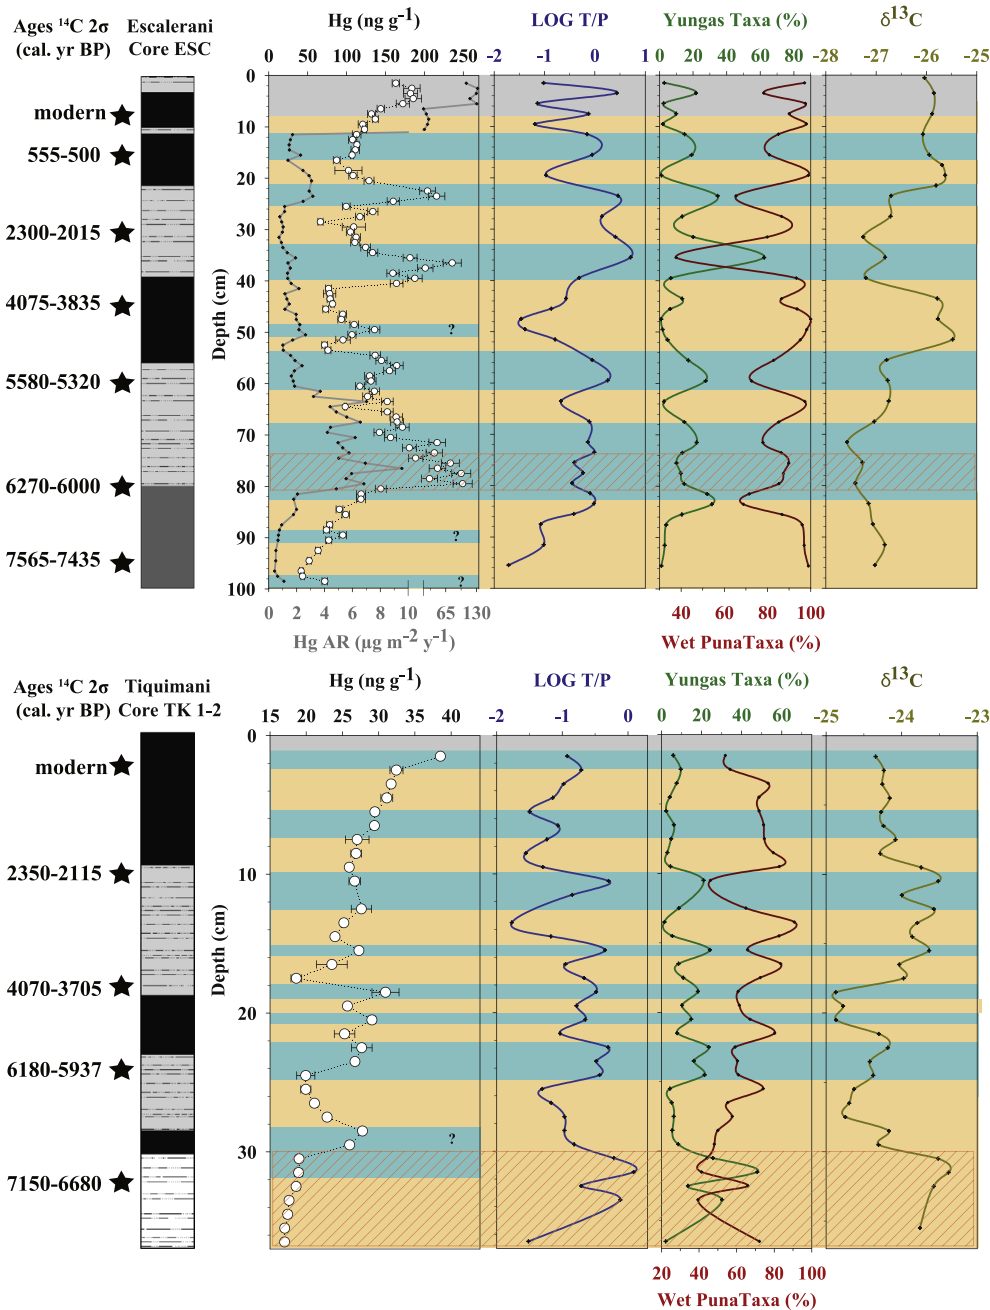 Ages ¹⁴C 2σ
(cal. yr BP)
Escalerani
Core ESC
Hg (ng g⁻¹)
LOG T/P
Yungas Taxa (%)
δ¹³C
0 50 100 150 200 250
-2 -1 0 1
0 20 40 60 80
-28 -27 -26 -25
modern
555-500
2300-2015
4075-3835
5580-5320
6270-6000
7565-7435
Depth (cm)
0
10
20
30
40
50
60
70
80
90
100
?
?
?
0 2 4 6 8 10 65 130
Hg AR (µg m⁻² y⁻¹)
40 60 80 100
Wet PunaTaxa (%)
Ages ¹⁴C 2σ
(cal. yr BP)
Tiquimani
Core TK 1-2
Hg (ng g⁻¹)
LOG T/P
Yungas Taxa (%)
δ¹³C
15 20 25 30 35 40
-2 -1 0
0 20 40 60
-25 -24 -23
modern
2350-2115
4070-3705
6180-5937
7150-6680
Depth (cm)
0
10
20
30
?
20 40 60 80 100
Wet PunaTaxa (%)